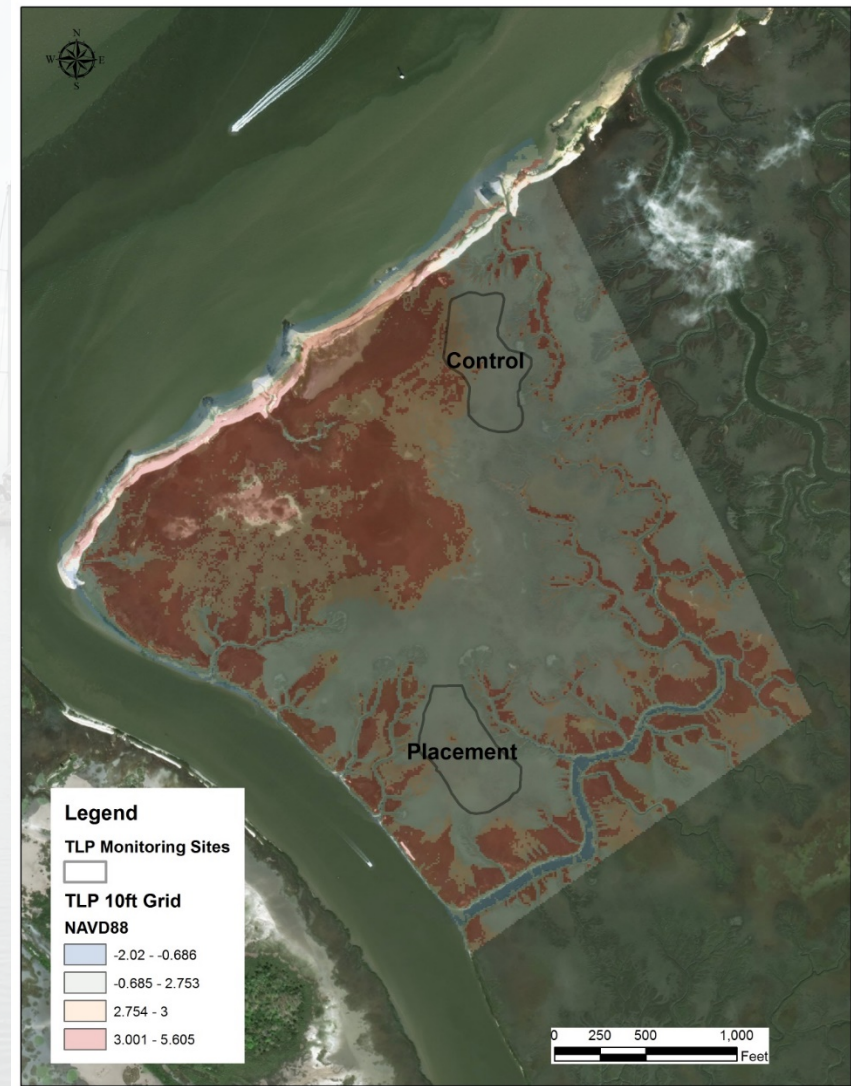 N
W E
S
Control
Placement
Legend
TLP Monitoring Sites
TLP 10ft Grid
NAVD88
-2.02 - -0.686
-0.685 - 2.753
2.754 - 3
3.001 - 5.605
0 250 500 1,000
Feet